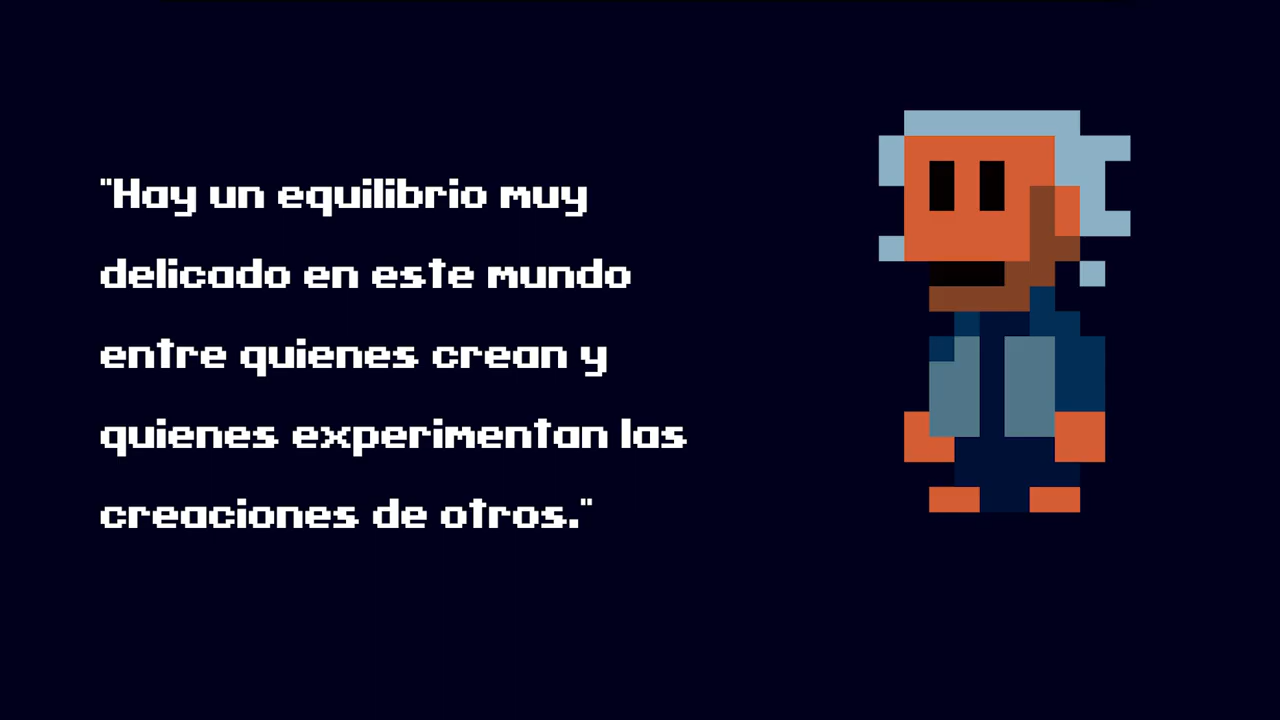 "Hay un equilibrio muy
delicado en este mundo
entre quienes crean y
quienes experimentan las
creaciones de otros."